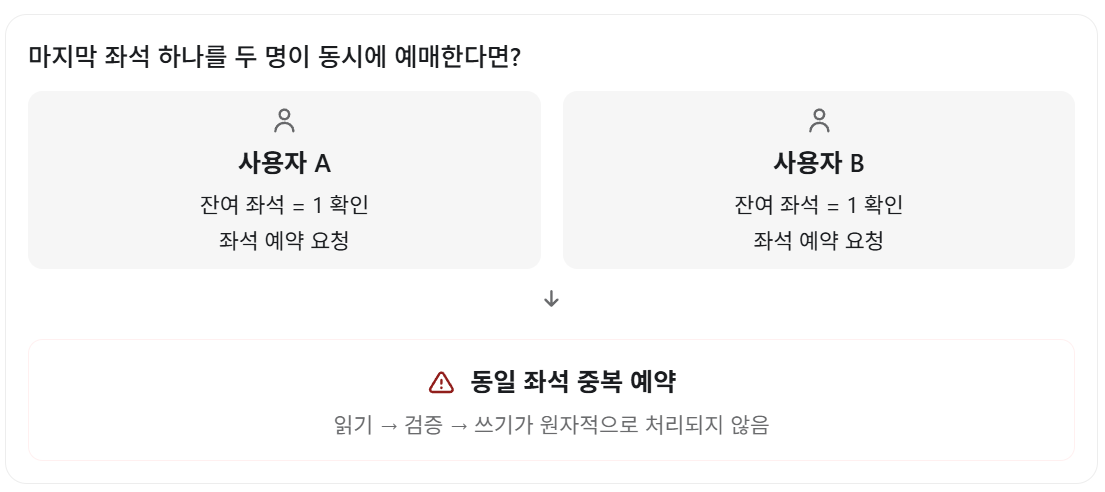 마지막 좌석 하나를 두 명이 동시에 예매한다면?
사용자 A
잔여 좌석 = 1 확인
좌석 예약 요청
사용자 B
잔여 좌석 = 1 확인
좌석 예약 요청
동일 좌석 중복 예약
읽기 → 검증 → 쓰기가 원자적으로 처리되지 않음